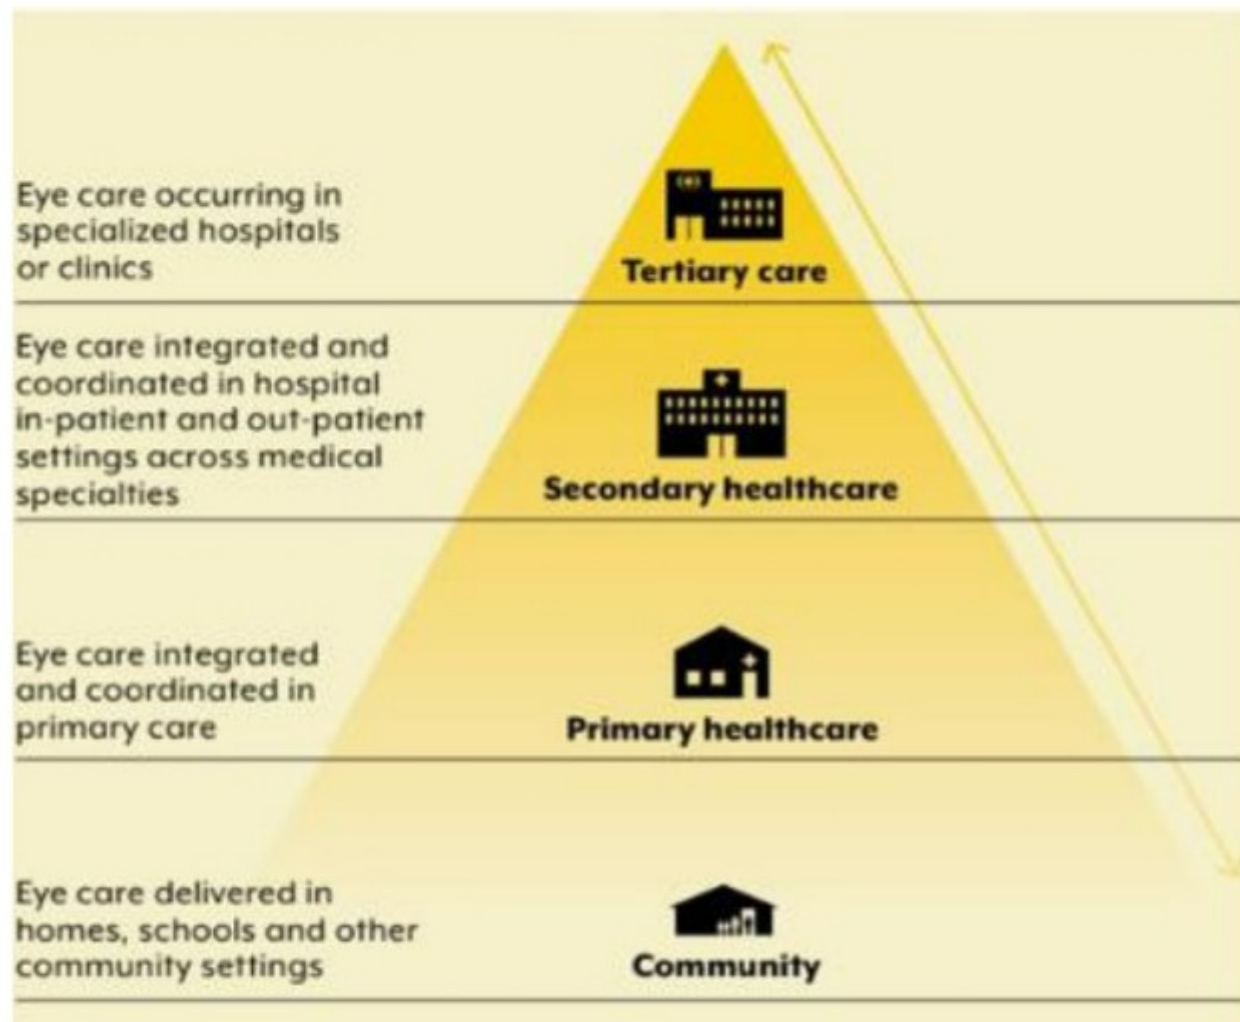 Eye care occurring in
specialized hospitals
or clinics
Tertiary care
Eye care integrated and
coordinated in hospital
in-patient and out-patient
settings across medical
specialties
Secondary healthcare
Eye care integrated
and coordinated in
primary care
Primary healthcare
Eye care delivered in
homes, schools and other
community settings
Community